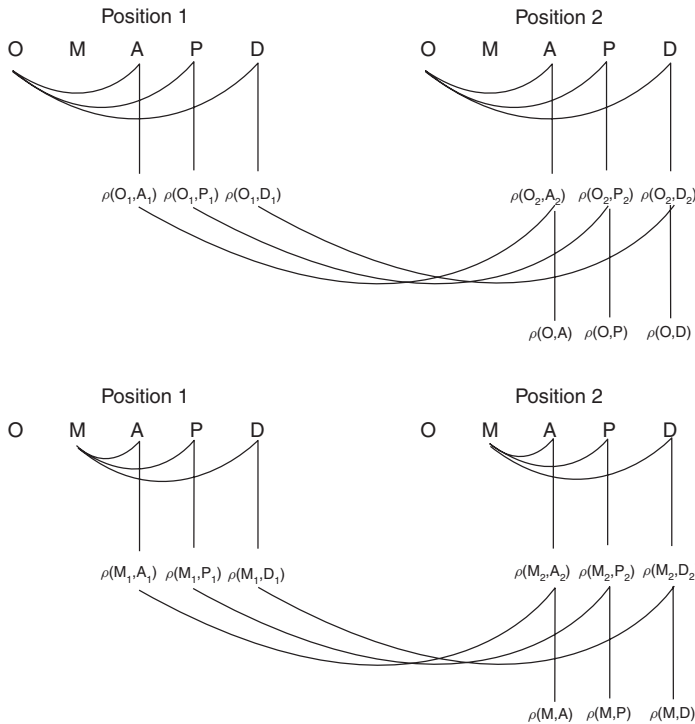 Position 1 Position 2
O M A P D O M A P D
ρ(O₁,A₁) ρ(O₁,P₁) ρ(O₁,D₁) ρ(O₂,A₂) ρ(O₂,P₂) ρ(O₂,D₂)
ρ(O,A) ρ(O,P) ρ(O,D)
Position 1 Position 2
O M A P D O M A P D
ρ(M₁,A₁) ρ(M₁,P₁) ρ(M₁,D₁) ρ(M₂,A₂) ρ(M₂,P₂) ρ(M₂,D₂
ρ(M,A) ρ(M,P) ρ(M,D)